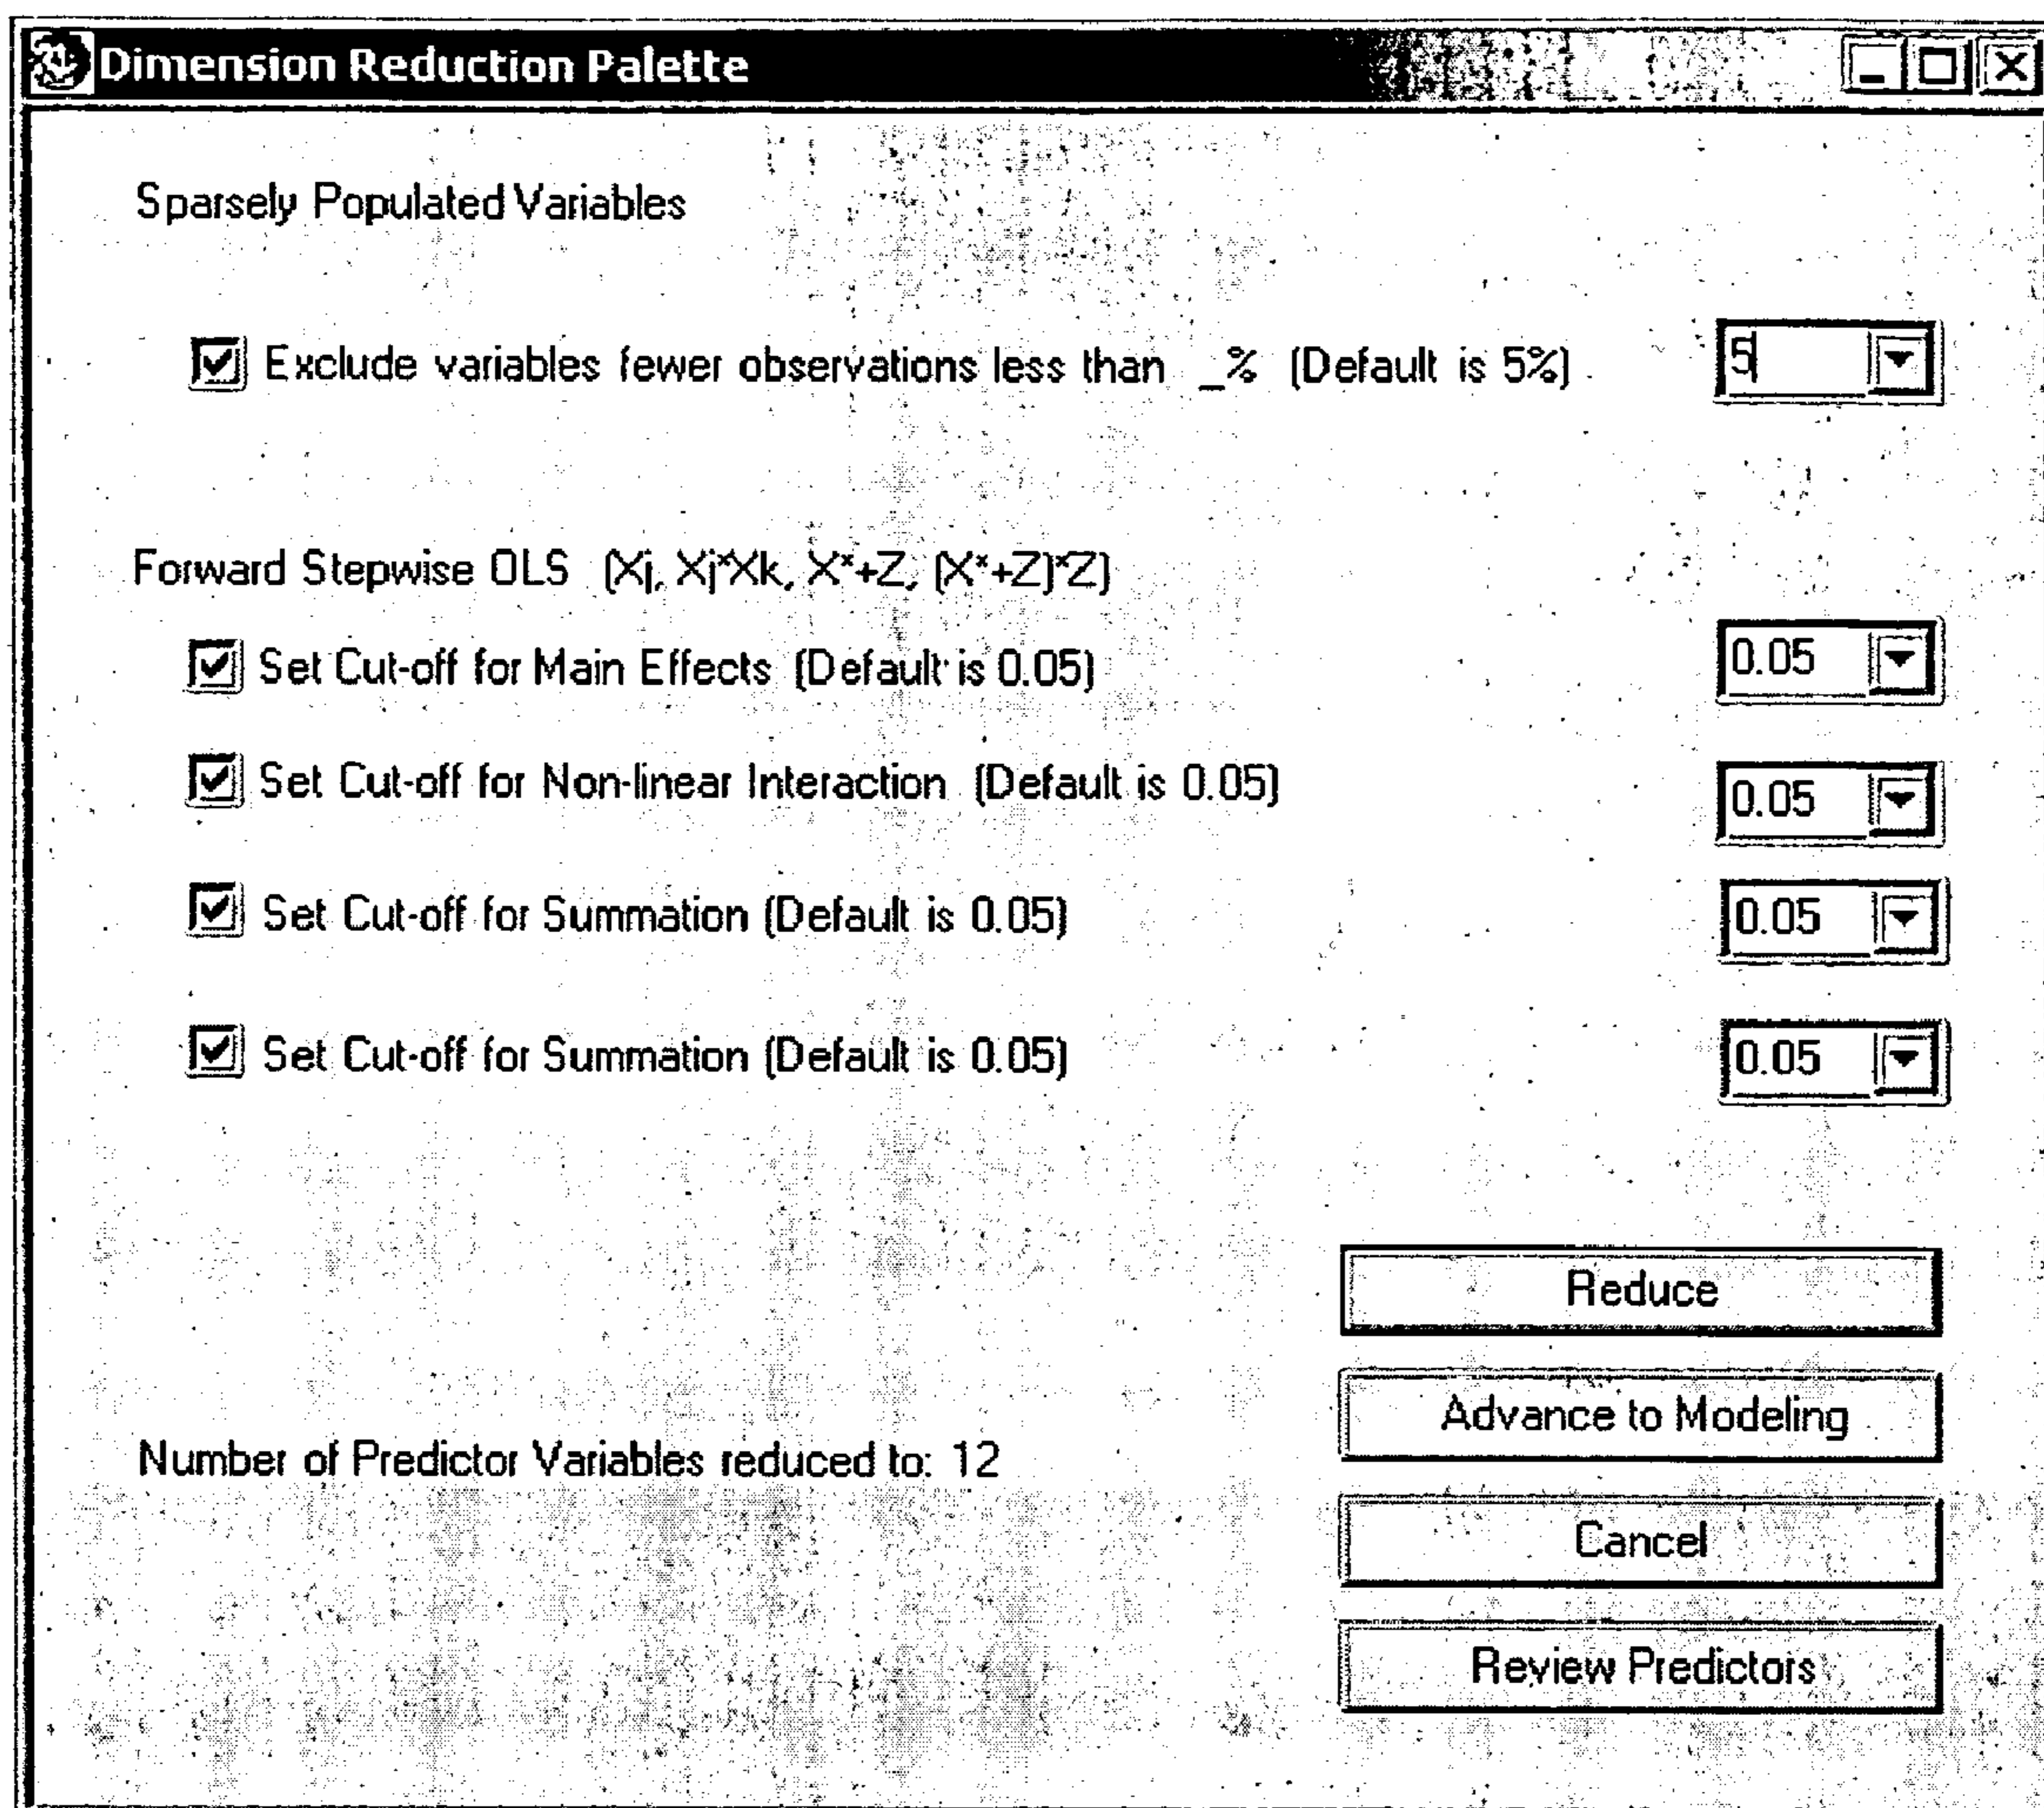 Dimension Reduction Palette
Sparsely Populated Variables
Exclude variables fewer observations less than _% (Default is 5%) 5
Forward Stepwise OLS (Xj, Xj*Xk, X*+Z, (X*+Z)*Z)
Set Cut-off for Main Effects (Default is 0.05) 0.05
Set Cut-off for Non-linear Interaction (Default is 0.05) 0.05
Set Cut-off for Summation (Default is 0.05) 0.05
Set Cut-off for Summation (Default is 0.05) 0.05
Reduce
Advance to Modeling
Number of Predictor Variables reduced to: 12
Cancel
Review Predictors